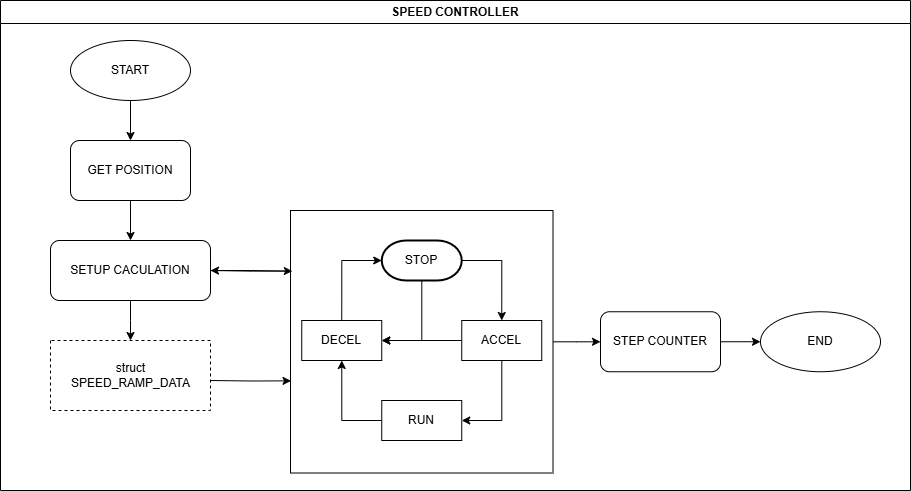 SPEED CONTROLLER
START
GET POSITION
SETUP CACULATION
struct
SPEED_RAMP_DATA
STOP
DECEL
ACCEL
RUN
STEP COUNTER
END